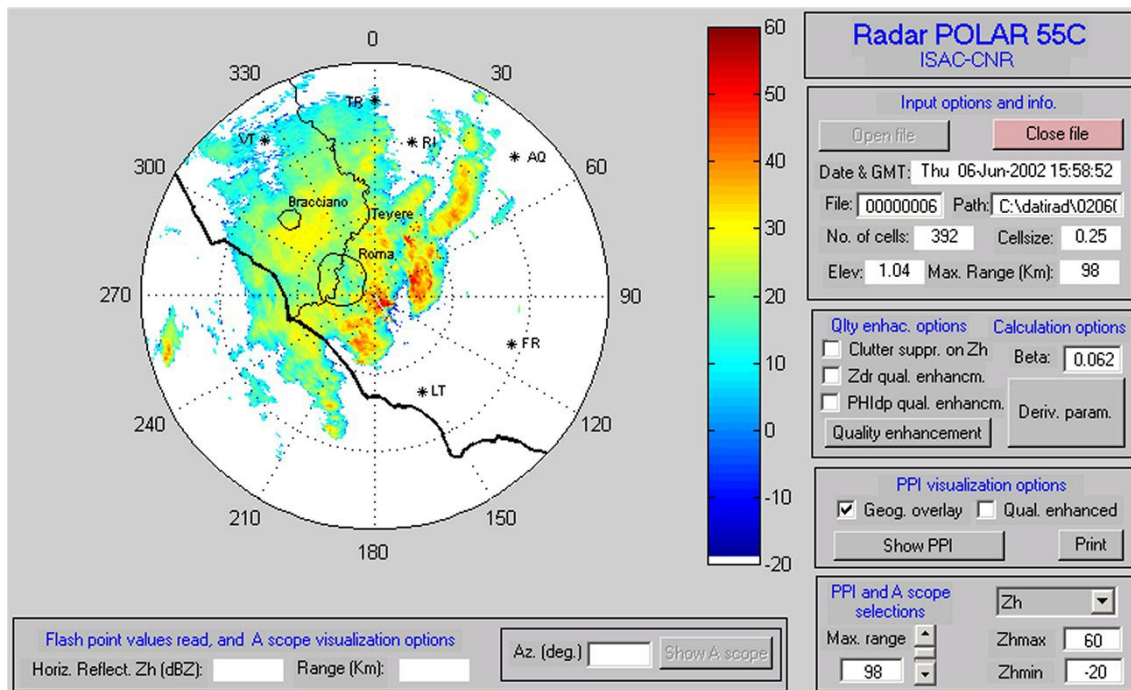 Radar POLAR 55C
ISAC-CNR
Input options and info.
Open file
Close file
Date & GMT: Thu 06-Jun-2002 15:58:52
File: 00000006 Path: C:\datirad\0206(
No. of cells: 392 Cellsize: 0.25
Elev: 1.04 Max. Range (Km): 98
Qlty enhac. options
Clutter suppr. on Zh
Zdr qual. enhancm.
PHIdp qual. enhancm.
Quality enhancement
Calculation options
Beta: 0.062
Deriv. param.
PPI visualization options
Geog. overlay Qual. enhanced
Show PPI Print
PPI and A scope
selections
Max. range
98
Zh
Zhmax 60
Zhmin -20
0
30
60
90
120
150
180
210
240
270
300
330
TR
VT
RI
AQ
Bracciano
Tevere
Roma
FR
LT
60
50
40
30
20
10
0
-10
-20
Flash point values read, and A scope visualization options
Horiz. Reflect. Zh (dBZ): Range (Km):
Az. (deg.) Show A scope